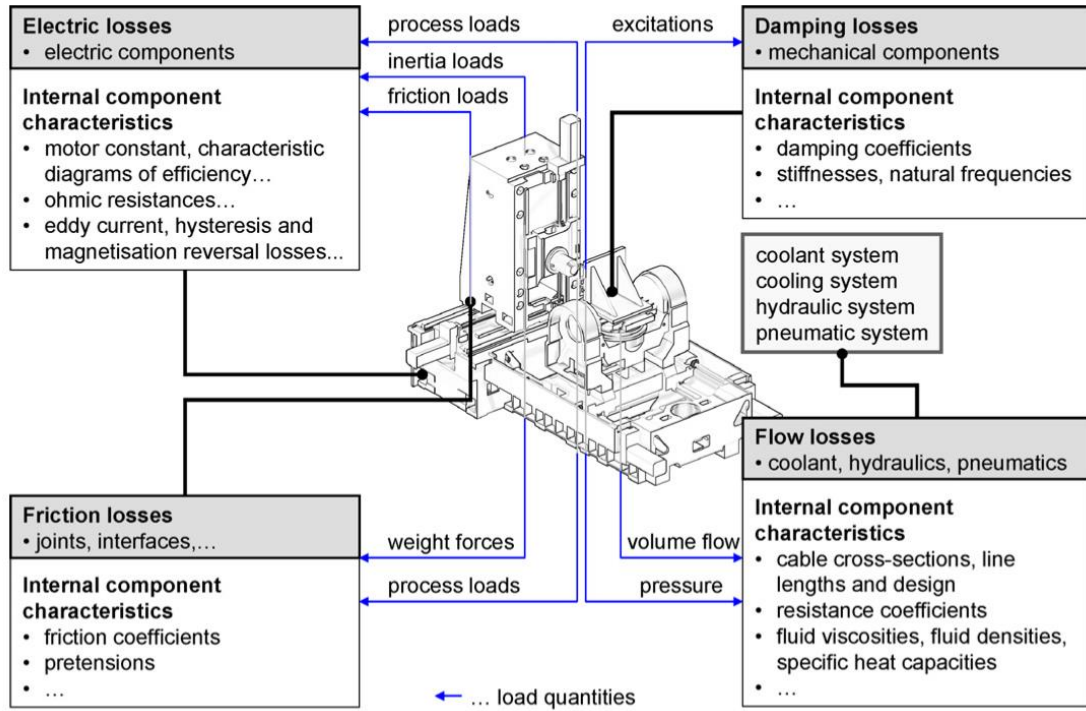 Electric losses
• electric components
Internal component
characteristics
• motor constant, characteristic
diagrams of efficiency…
• ohmic resistances…
• eddy current, hysteresis and
magnetisation reversal losses...
process loads
inertia loads
friction loads
excitations
Damping losses
• mechanical components
Internal component
characteristics
• damping coefficients
• stiffnesses, natural frequencies
• …
coolant system
cooling system
hydraulic system
pneumatic system
Friction losses
• joints, interfaces,…
Internal component
characteristics
• friction coefficients
• pretensions
• …
weight forces
process loads
volume flow
pressure
Flow losses
• coolant, hydraulics, pneumatics
Internal component
characteristics
• cable cross-sections, line
lengths and design
• resistance coefficients
• fluid viscosities, fluid densities,
specific heat capacities
• …
… load quantities